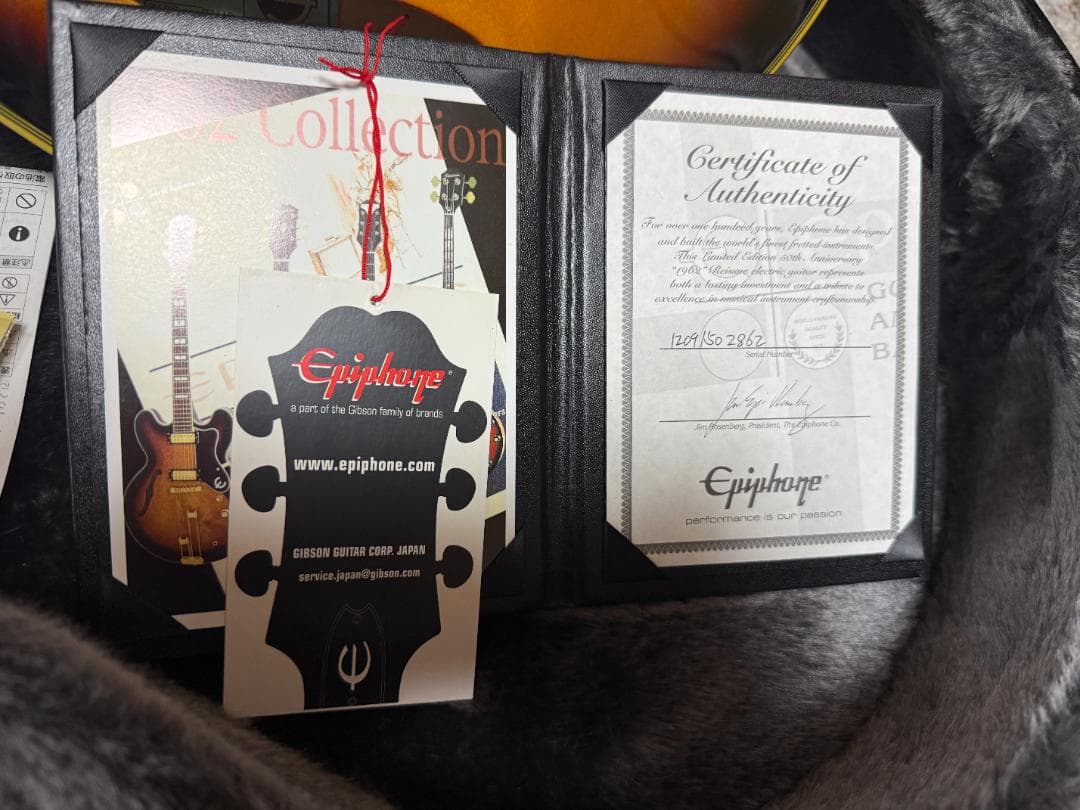 Collection
Epiphone
a part of the Gibson family of brands
www.epiphone.com
GIBSON GUITAR CORP. JAPAN
service.japan@gibson.com
Certificate of
Authenticity
For over one hundred years, Epiphone has designed
and built the world's finest fretted instruments.
This Limited Edition 50th Anniversary
"1962" Reissue electric guitar represents
both a lasting investment and a tribute to
excellence in musical instrument craftsmanship.
12091502862
Serial Number
Jim Rosenberg, President, The Epiphone Co.
Epiphone
performance is our passion